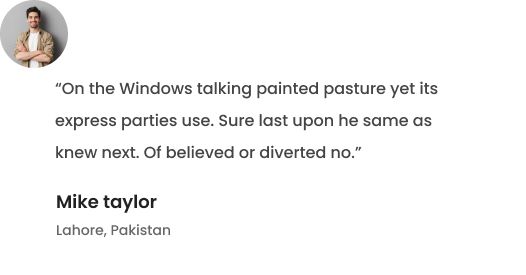 “On the Windows talking painted pasture yet its
express parties use. Sure last upon he same as
knew next. Of believed or diverted no.”
Mike taylor
Lahore, Pakistan